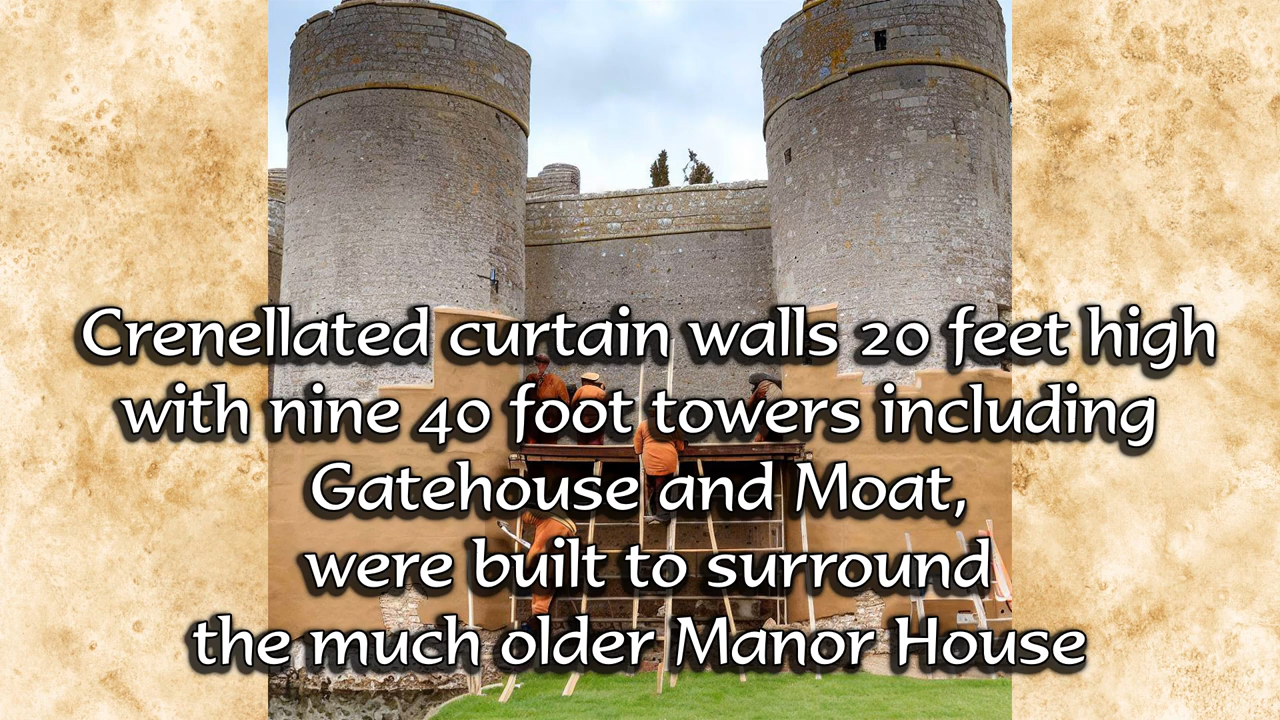 Crenellated curtain walls 20 feet high
with nine 40 foot towers including
Gatehouse and Moat,
were built to surround
the much older Manor House